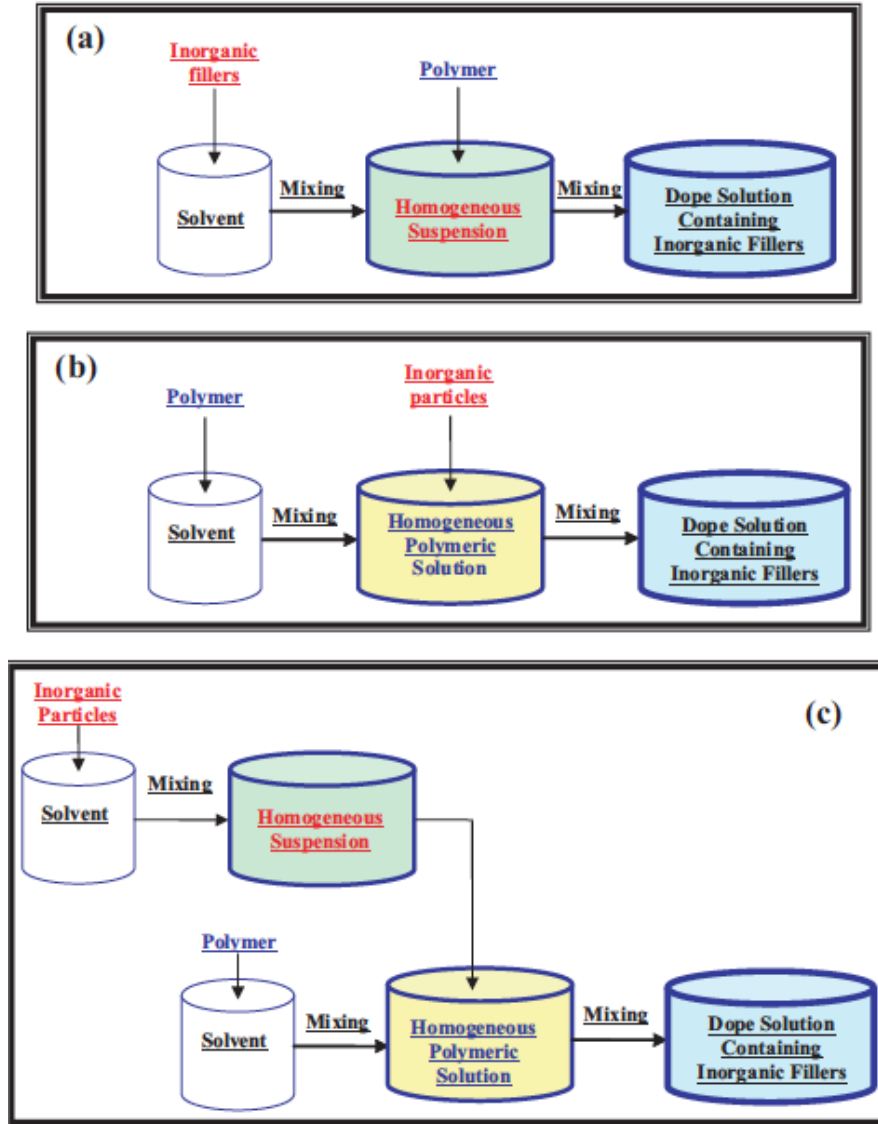 (a)
Inorganic
fillers
Polymer
Solvent
Mixing
Homogeneous
Suspension
Mixing
Dope Solution
Containing
Inorganic Fillers
(b)
Polymer
Inorganic
particles
Solvent
Mixing
Homogeneous
Polymeric
Solution
Mixing
Dope Solution
Containing
Inorganic Fillers
(c)
Inorganic
Particles
Solvent
Mixing
Homogeneous
Suspension
Polymer
Solvent
Mixing
Homogeneous
Polymeric
Solution
Mixing
Dope Solution
Containing
Inorganic Fillers